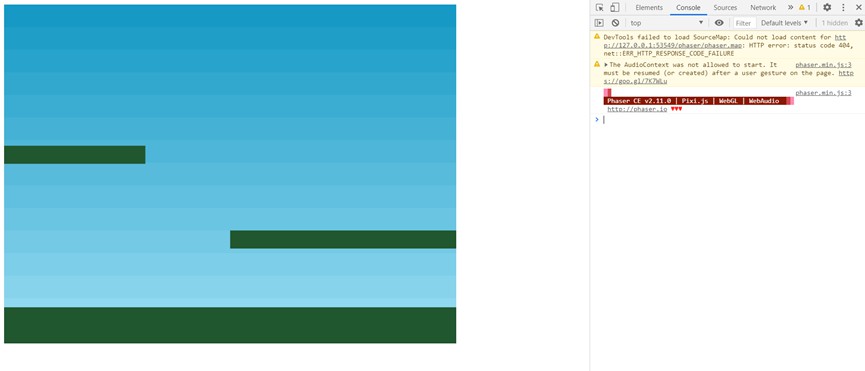 Elements Console Sources Network » 1
top Filter Default levels 1 hidden
DevTools failed to load SourceMap: Could not load content for htt
p://127.0.0.1:53549/phaser/phaser.map: HTTP error: status code 404,
net::ERR_HTTP_RESPONSE_CODE_FAILURE
The AudioContext was not allowed to start. It phaser.min.js:3
must be resumed (or created) after a user gesture on the page. http
s://goo.gl/7K7WLu
phaser.min.js:3
Phaser CE v2.11.0 | Pixi.js | WebGL | WebAudio
http://phaser.io ♥♥♥